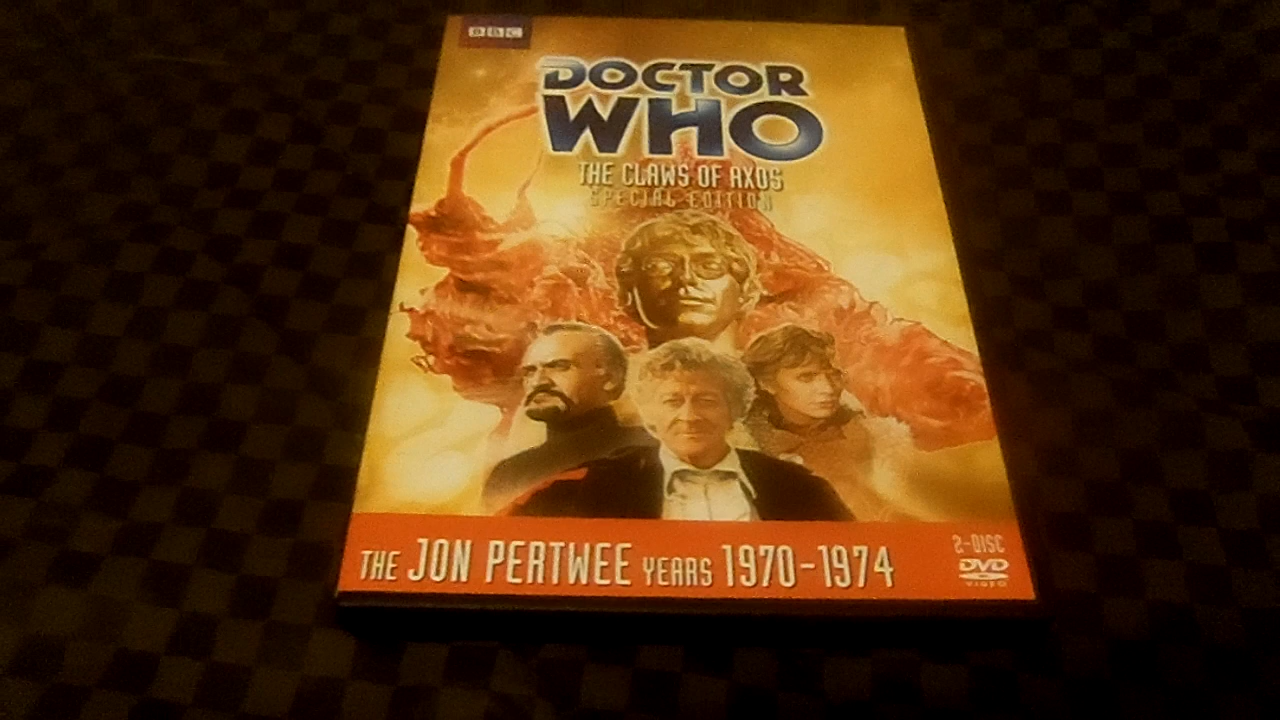 BBC
DOCTOR
WHO
THE CLAWS OF AXOS
SPECIAL EDITION
THE JON PERTWEE YEARS 1970-1974
2-DISC
DVD
VIDEO